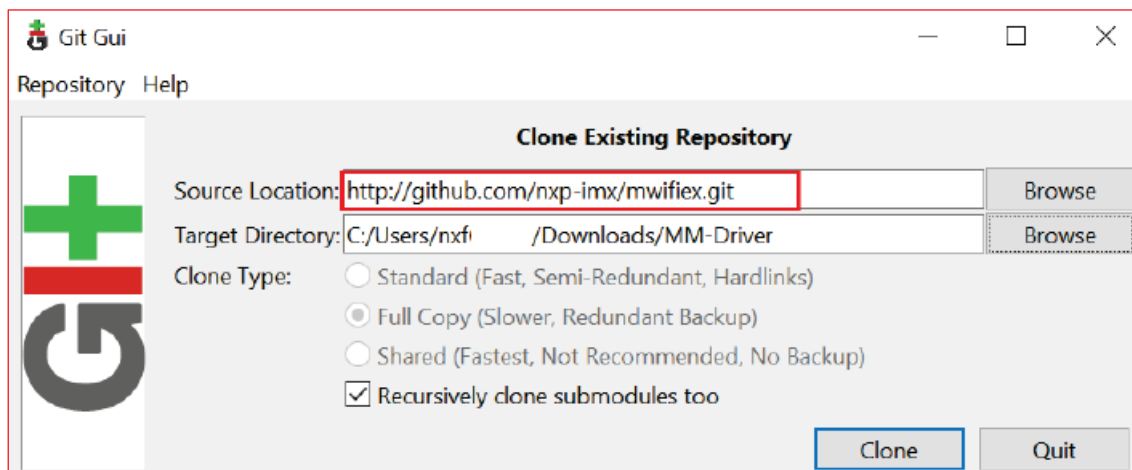 Git Gui
Repository Help
Clone Existing Repository
Source Location: http://github.com/nxp-imx/mwifiex.git Browse
Target Directory: C:/Users/nxf /Downloads/MM-Driver Browse
Clone Type: Standard (Fast, Semi-Redundant, Hardlinks)
Full Copy (Slower, Redundant Backup)
Shared (Fastest, Not Recommended, No Backup)
Recursively clone submodules too
Clone Quit